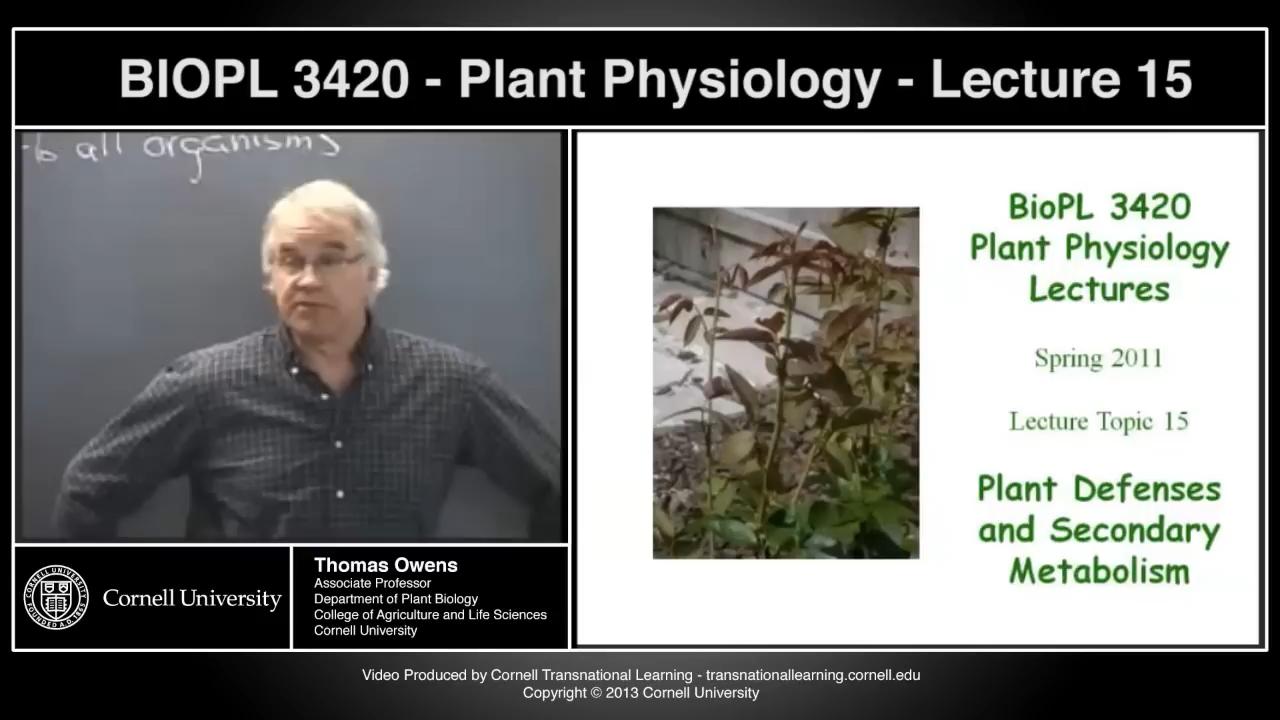 BIOPL 3420 - Plant Physiology - Lecture 15
to all organisms
BioPL 3420
Plant Physiology
Lectures
Spring 2011
Lecture Topic 15
Plant Defenses
and Secondary
Metabolism
Cornell University
Thomas Owens
Associate Professor
Department of Plant Biology
College of Agriculture and Life Sciences
Cornell University
Video Produced by Cornell Transnational Learning - transnationallearning.cornell.edu
Copyright © 2013 Cornell University